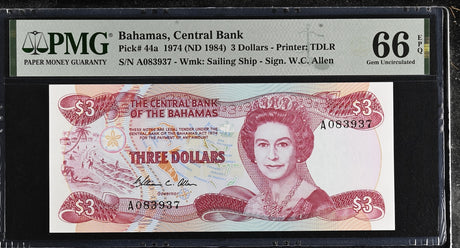 PMG
PAPER MONEY GUARANTY
Bahamas, Central Bank
Pick# 44a 1974 (ND 1984) 3 Dollars - Printer: TDLR
S/N A083937 - Wmk: Sailing Ship - Sign. W.C. Allen
66 EPQ
Gem Uncirculated
$3
THE CENTRAL BANK
OF THE BAHAMAS
$3
THESE NOTES ARE LEGAL TENDER UNDER THE
CENTRAL BANK OF THE BAHAMAS ACT 1974
FOR THE PAYMENT OF ANY AMOUNT
A083937
THREE DOLLARS
William C. Allen
GOVERNOR
$3
A083937
$3